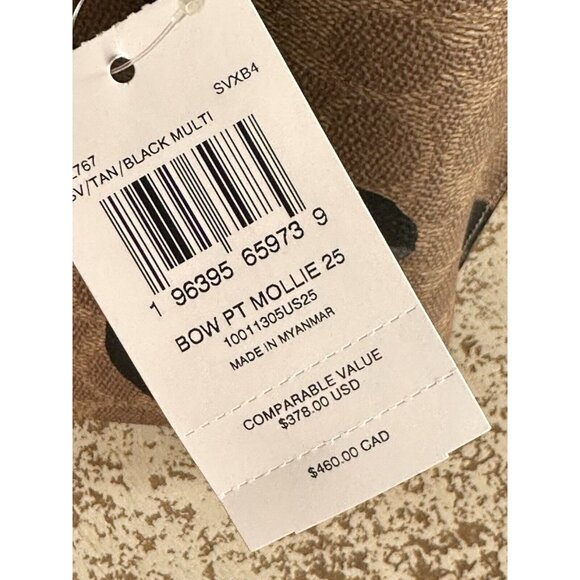 SVXB4
767
SV/TAN/BLACK MULTI
1 96395 65973 9
BOW PT MOLLIE 25
10011305US25
MADE IN MYANMAR
COMPARABLE VALUE
$378.00 USD
$460.00 CAD